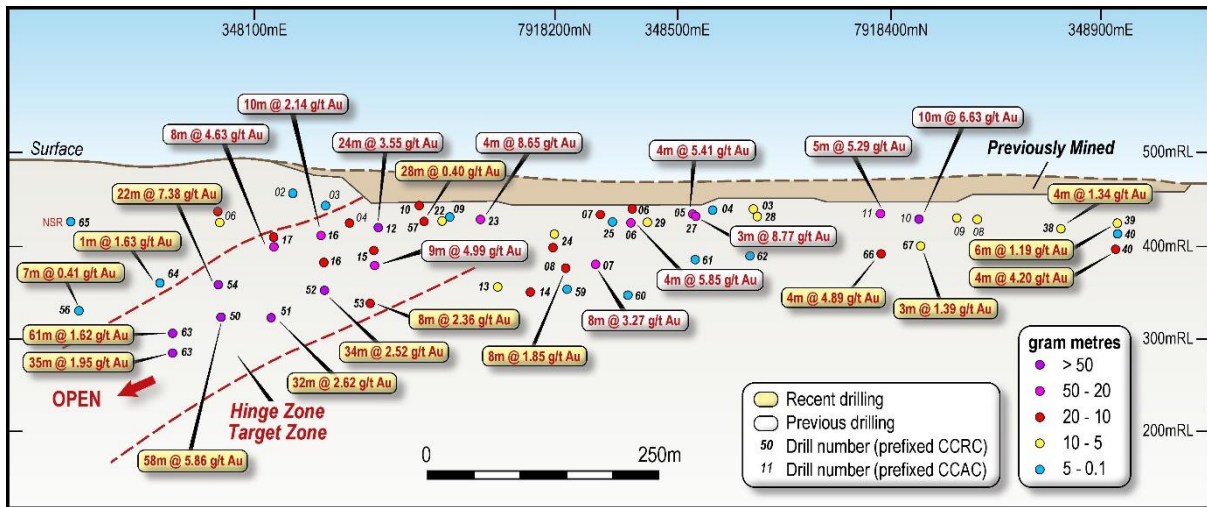 348100mE 7918200mN 348500mE 7918400mN 348900mE
10m @ 2.14 g/t Au
8m @ 4.63 g/t Au
24m @ 3.55 g/t Au
4m @ 8.65 g/t Au
4m @ 5.41 g/t Au
5m @ 5.29 g/t Au
10m @ 6.63 g/t Au
Previously Mined
Surface
500mRL
28m @ 0.40 g/t Au
22m @ 7.38 g/t Au
4m @ 1.34 g/t Au
02 03
NSR 65 06 04 10 22 09 57 23 07 06 05 04 03 28
17 16 12 25 06 29 27 11 10 09 08 38 39
1m @ 1.63 g/t Au
3m @ 8.77 g/t Au
6m @ 1.19 g/t Au
400mRL
9m @ 4.99 g/t Au
24 40
16 15 08 07 61 62 66 67 40
4m @ 5.85 g/t Au
7m @ 0.41 g/t Au
4m @ 4.20 g/t Au
64 54 52 13 14 59 60
4m @ 4.89 g/t Au
3m @ 1.39 g/t Au
56 50 51 53
8m @ 2.36 g/t Au
8m @ 3.27 g/t Au
300mRL
61m @ 1.62 g/t Au
63
34m @ 2.52 g/t Au
8m @ 1.85 g/t Au
35m @ 1.95 g/t Au
63
32m @ 2.62 g/t Au
OPEN
Hinge Zone
Target Zone
58m @ 5.86 g/t Au
0 250m
Recent drilling
Previous drilling
50 Drill number (prefixed CCRC)
11 Drill number (prefixed CCAC)
gram metres
> 50
50 - 20
20 - 10
10 - 5
5 - 0.1
200mRL